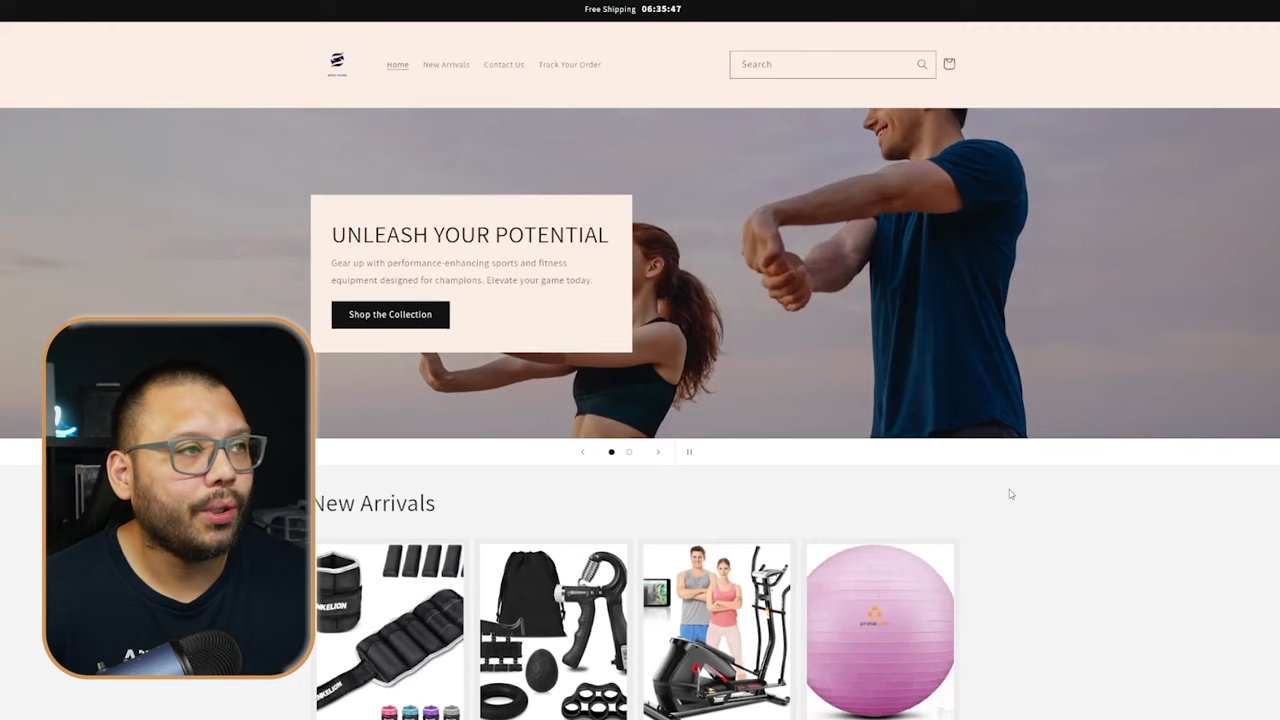 Free Shipping 06:35:47
Home New Arrivals Contact Us Track Your Order
Search
UNLEASH YOUR POTENTIAL
Gear up with performance-enhancing sports and fitness
equipment designed for champions. Elevate your game today.
Shop the Collection
New Arrivals
NKELION
NKELION